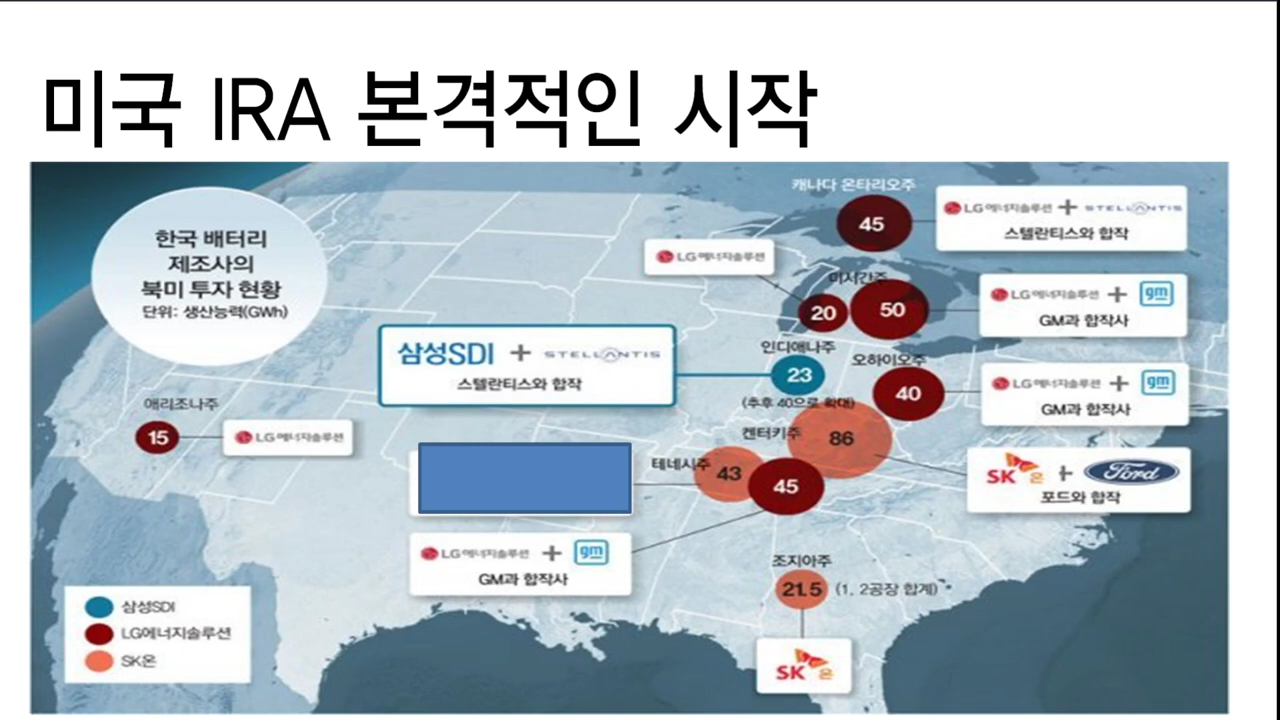 미국 IRA 본격적인 시작
한국 배터리
제조사의
북미 투자 현황
단위: 생산능력(GWh)
캐나다 온타리오주
45
LG에너지솔루션 + STELLANTIS
스텔란티스와 합작
LG에너지솔루션
미시간주
20
50
LG에너지솔루션 + gm
GM과 합작사
삼성SDI + STELLANTIS
스텔란티스와 합작
인디애나주
23
(추후 40으로 확대)
오하이오주
40
LG에너지솔루션 + gm
GM과 합작사
애리조나주
15
LG에너지솔루션
켄터키주
86
SK온 + Ford
포드와 합작
테네시주
43
45
LG에너지솔루션 + gm
GM과 합작사
조지아주
21.5 (1, 2공장 합계)
SK온
삼성SDI
LG에너지솔루션
SK온